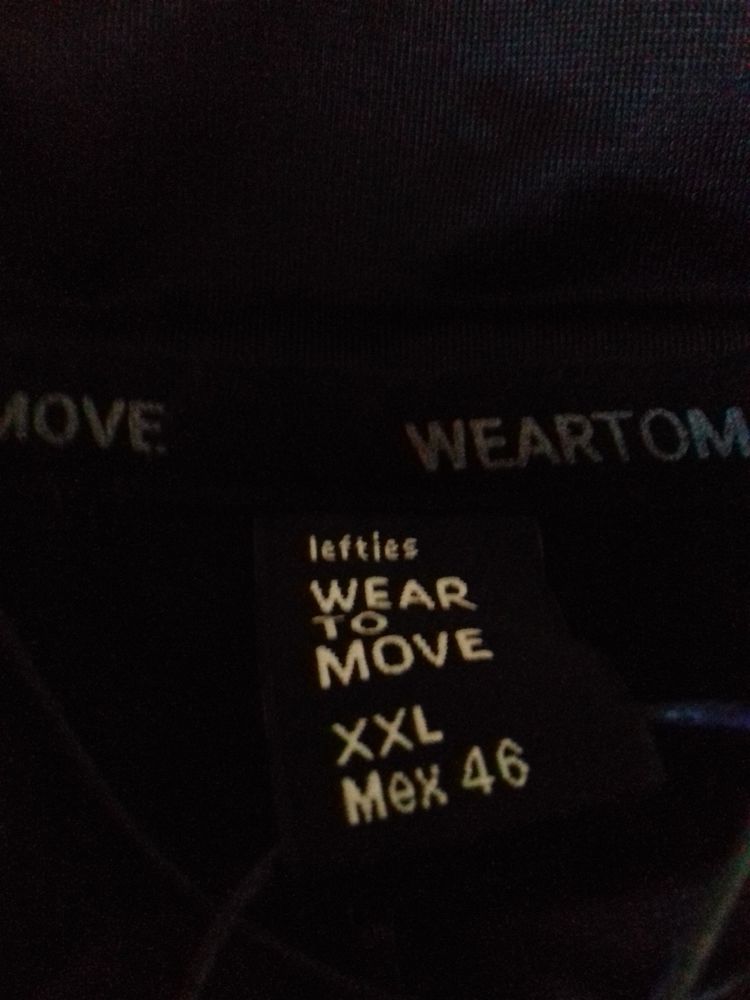 MOVE
WEARTOM
lefties
WEAR
TO
MOVE
XXL
Mex 46